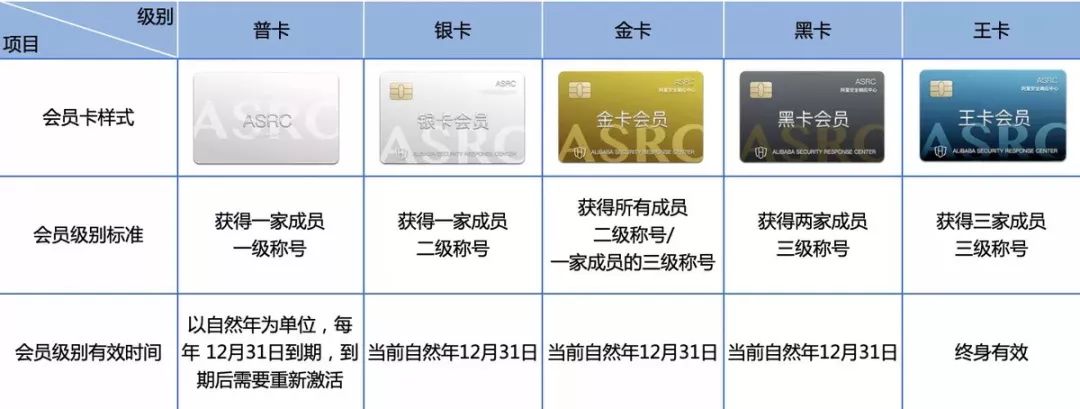 级别
项目
普卡
银卡
金卡
黑卡
王卡
会员卡样式
ASRC
ASRC
ASRC
银卡会员
ASRC
ALIBABA SECURITY RESPONSE CENTER
ASRC
阿里安全响应中心
金卡会员
ASRC
ALIBABA SECURITY RESPONSE CENTER
ASRC
阿里安全响应中心
黑卡会员
ASRC
ALIBABA SECURITY RESPONSE CENTER
ASRC
阿里安全响应中心
王卡会员
ASRC
ALIBABA SECURITY RESPONSE CENTER
会员级别标准
获得一家成员
一级称号
获得一家成员
二级称号
获得所有成员
二级称号/
一家成员的三级称号
获得两家成员
三级称号
获得三家成员
三级称号
会员级别有效时间
以自然年为单位，每
年 12月31日到期，到
期后需要重新激活
当前自然年12月31日
当前自然年12月31日
当前自然年12月31日
终身有效